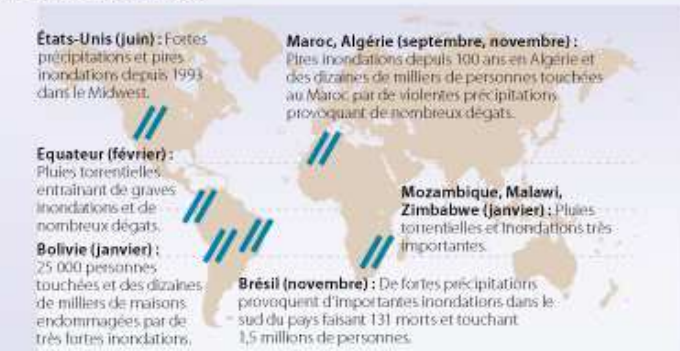 États-Unis (juin) : Fortes
précipitations et pires
inondations depuis 1993
dans le Midwest.
Maroc, Algérie (septembre, novembre) :
Pires inondations depuis 100 ans en Algérie et
des dizaines de milliers de personnes touchées
au Maroc par de violentes précipitations
provoquant de nombreux dégats.
Equateur (février) :
Pluies torrentielles
entraînant de graves
inondations et de
nombreux dégats.
Mozambique, Malawi,
Zimbabwe (janvier) : Pluies
torrentielles et inondations très
importantes.
Bolivie (janvier) :
25 000 personnes
touchées et des dizaines
de milliers de maisons
endommagées par de
très fortes inondations.
Brésil (novembre) : De fortes précipitations
provoquent d'importantes inondations dans le
sud du pays faisant 131 morts et touchant
1,5 millions de personnes.